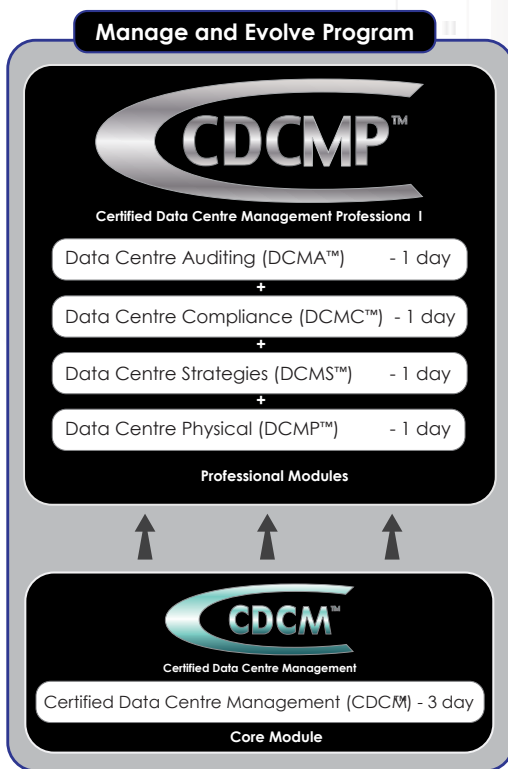 Manage and Evolve Program
CDCMP™
Certified Data Centre Management Professiona l
Data Centre Auditing (DCMA™) - 1 day
+
Data Centre Compliance (DCMC™) - 1 day
+
Data Centre Strategies (DCMS™) - 1 day
+
Data Centre Physical (DCMP™) - 1 day
Professional Modules
CDCM™
Certified Data Centre Management
Certified Data Centre Management (CDCM™) - 3 day
Core Module